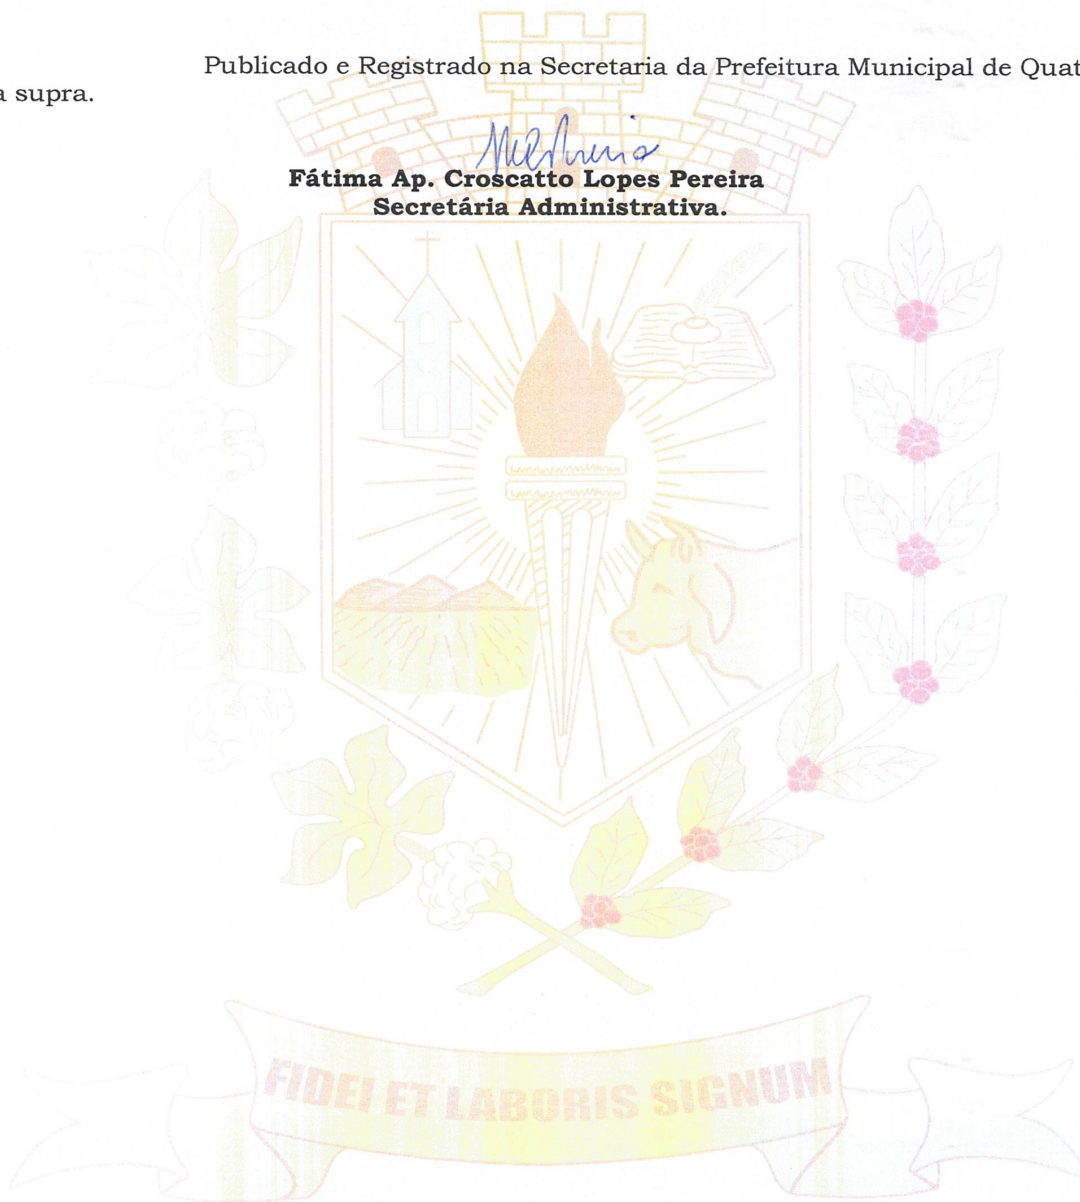 Publicado e Registrado na Secretaria da Prefeitura Municipal de Quat
a supra.
Fátima Ap. Croscatto Lopes Pereira
Secretária Administrativa.
FIDEI ET LABORIS SIGNUM